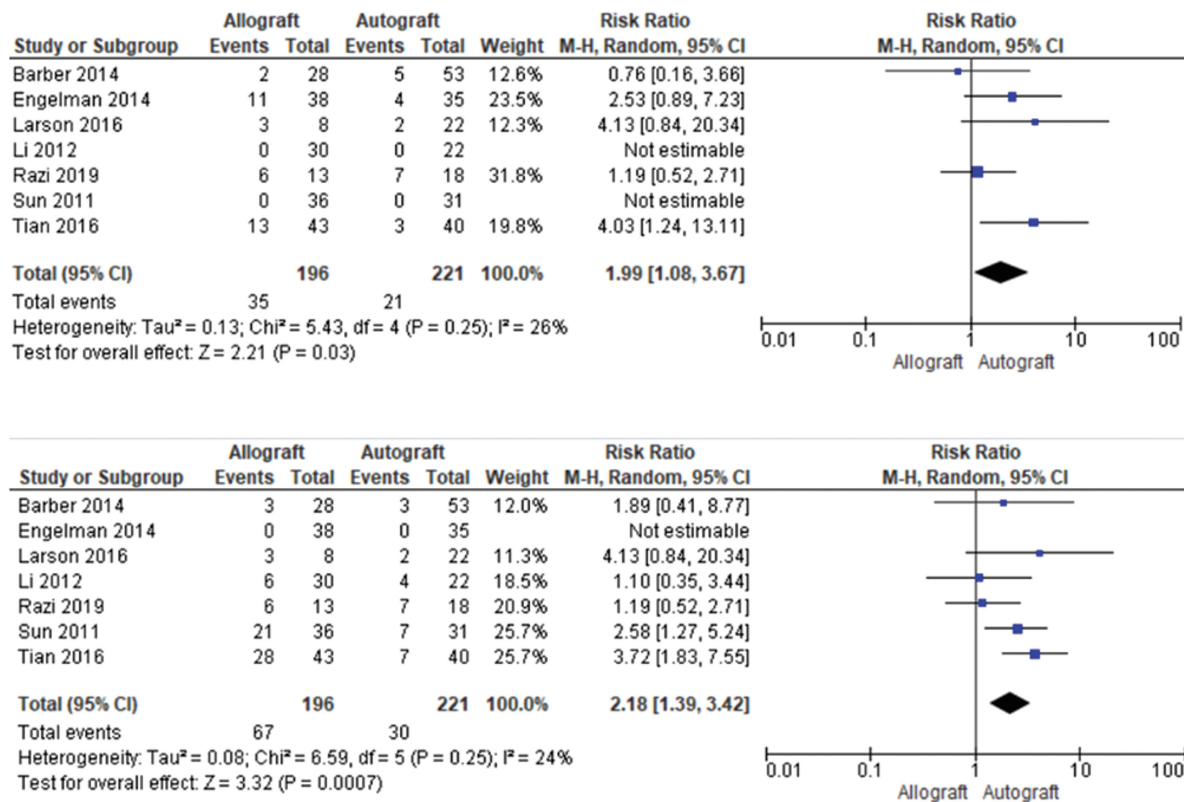 Allograft Autograft Risk Ratio Risk Ratio
Study or Subgroup Events Total Events Total Weight M-H, Random, 95% CI M-H, Random, 95% CI
Barber 2014 2 28 5 53 12.6% 0.76 [0.16, 3.66]
Engelman 2014 11 38 4 35 23.5% 2.53 [0.89, 7.23]
Larson 2016 3 8 2 22 12.3% 4.13 [0.84, 20.34]
Li 2012 0 30 0 22 Not estimable
Razi 2019 6 13 7 18 31.8% 1.19 [0.52, 2.71]
Sun 2011 0 36 0 31 Not estimable
Tian 2016 13 43 3 40 19.8% 4.03 [1.24, 13.11]
Total (95% CI) 196 221 100.0% 1.99 [1.08, 3.67]
Total events 35 21
Heterogeneity: Tau² = 0.13; Chi² = 5.43, df = 4 (P = 0.25); I² = 26%
Test for overall effect: Z = 2.21 (P = 0.03)
0.01 0.1 1 10 100
Allograft Autograft
Allograft Autograft Risk Ratio Risk Ratio
Study or Subgroup Events Total Events Total Weight M-H, Random, 95% CI M-H, Random, 95% CI
Barber 2014 3 28 3 53 12.0% 1.89 [0.41, 8.77]
Engelman 2014 0 38 0 35 Not estimable
Larson 2016 3 8 2 22 11.3% 4.13 [0.84, 20.34]
Li 2012 6 30 4 22 18.5% 1.10 [0.35, 3.44]
Razi 2019 6 13 7 18 20.9% 1.19 [0.52, 2.71]
Sun 2011 21 36 7 31 25.7% 2.58 [1.27, 5.24]
Tian 2016 28 43 7 40 25.7% 3.72 [1.83, 7.55]
Total (95% CI) 196 221 100.0% 2.18 [1.39, 3.42]
Total events 67 30
Heterogeneity: Tau² = 0.08; Chi² = 6.59, df = 5 (P = 0.25); I² = 24%
Test for overall effect: Z = 3.32 (P = 0.0007)
0.01 0.1 1 10 100
Allograft Autograft